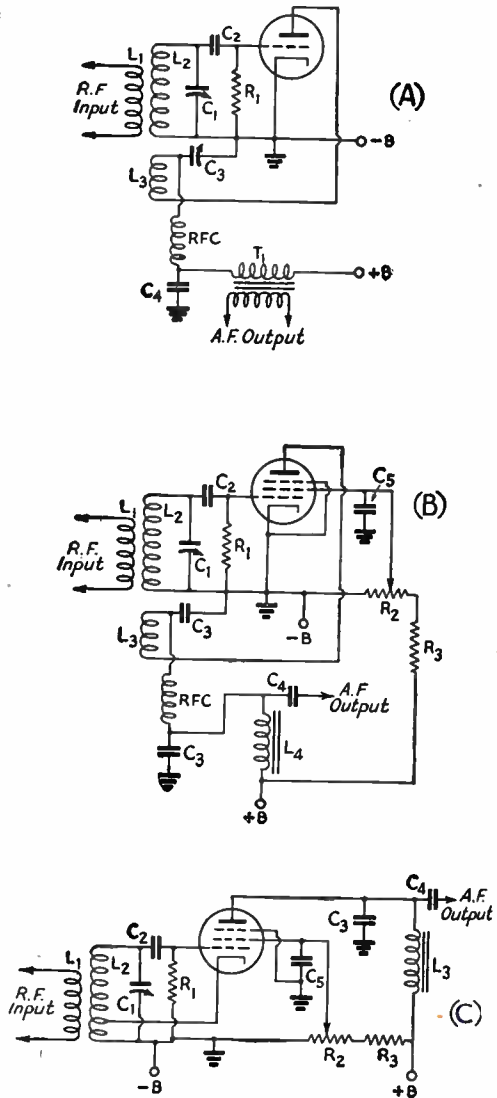 C2
L1
L2
R.F. Input
C1
R1
(A)
-B
L3
C3
RFC
T1
+B
C4
A.F. Output
C5
(B)
C2
L1
L2
R.F. Input
C1
R1
R2
-B
L3
C3
R3
RFC
C4
A.F. Output
C3
L4
+B
C4
A.F. Output
C2
C3
L1
L2
R1
C5
L3
R.F. Input
C1
(C)
R2
R3
-B
+B